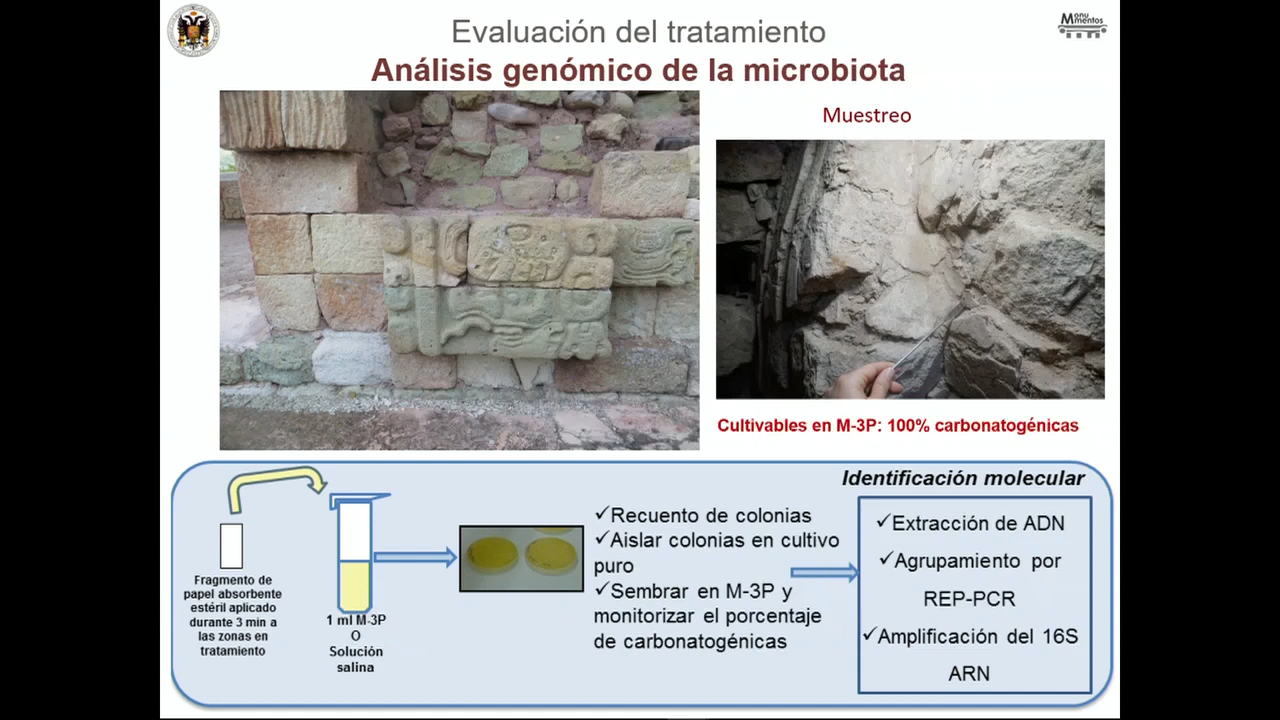 Evaluación del tratamiento
Análisis genómico de la microbiota
Monu
mentos
Muestreo
Cultivables en M-3P: 100% carbonatogénicas
Identificación molecular
Fragmento de
papel absorbente
estéril aplicado
durante 3 min a
las zonas en
tratamiento
1 ml M-3P
O
Solución
salina
✓Recuento de colonias
✓Aislar colonias en cultivo
puro
✓Sembrar en M-3P y
monitorizar el porcentaje
de carbonatogénicas
✓Extracción de ADN
✓Agrupamiento por
REP-PCR
✓Amplificación del 16S
ARN